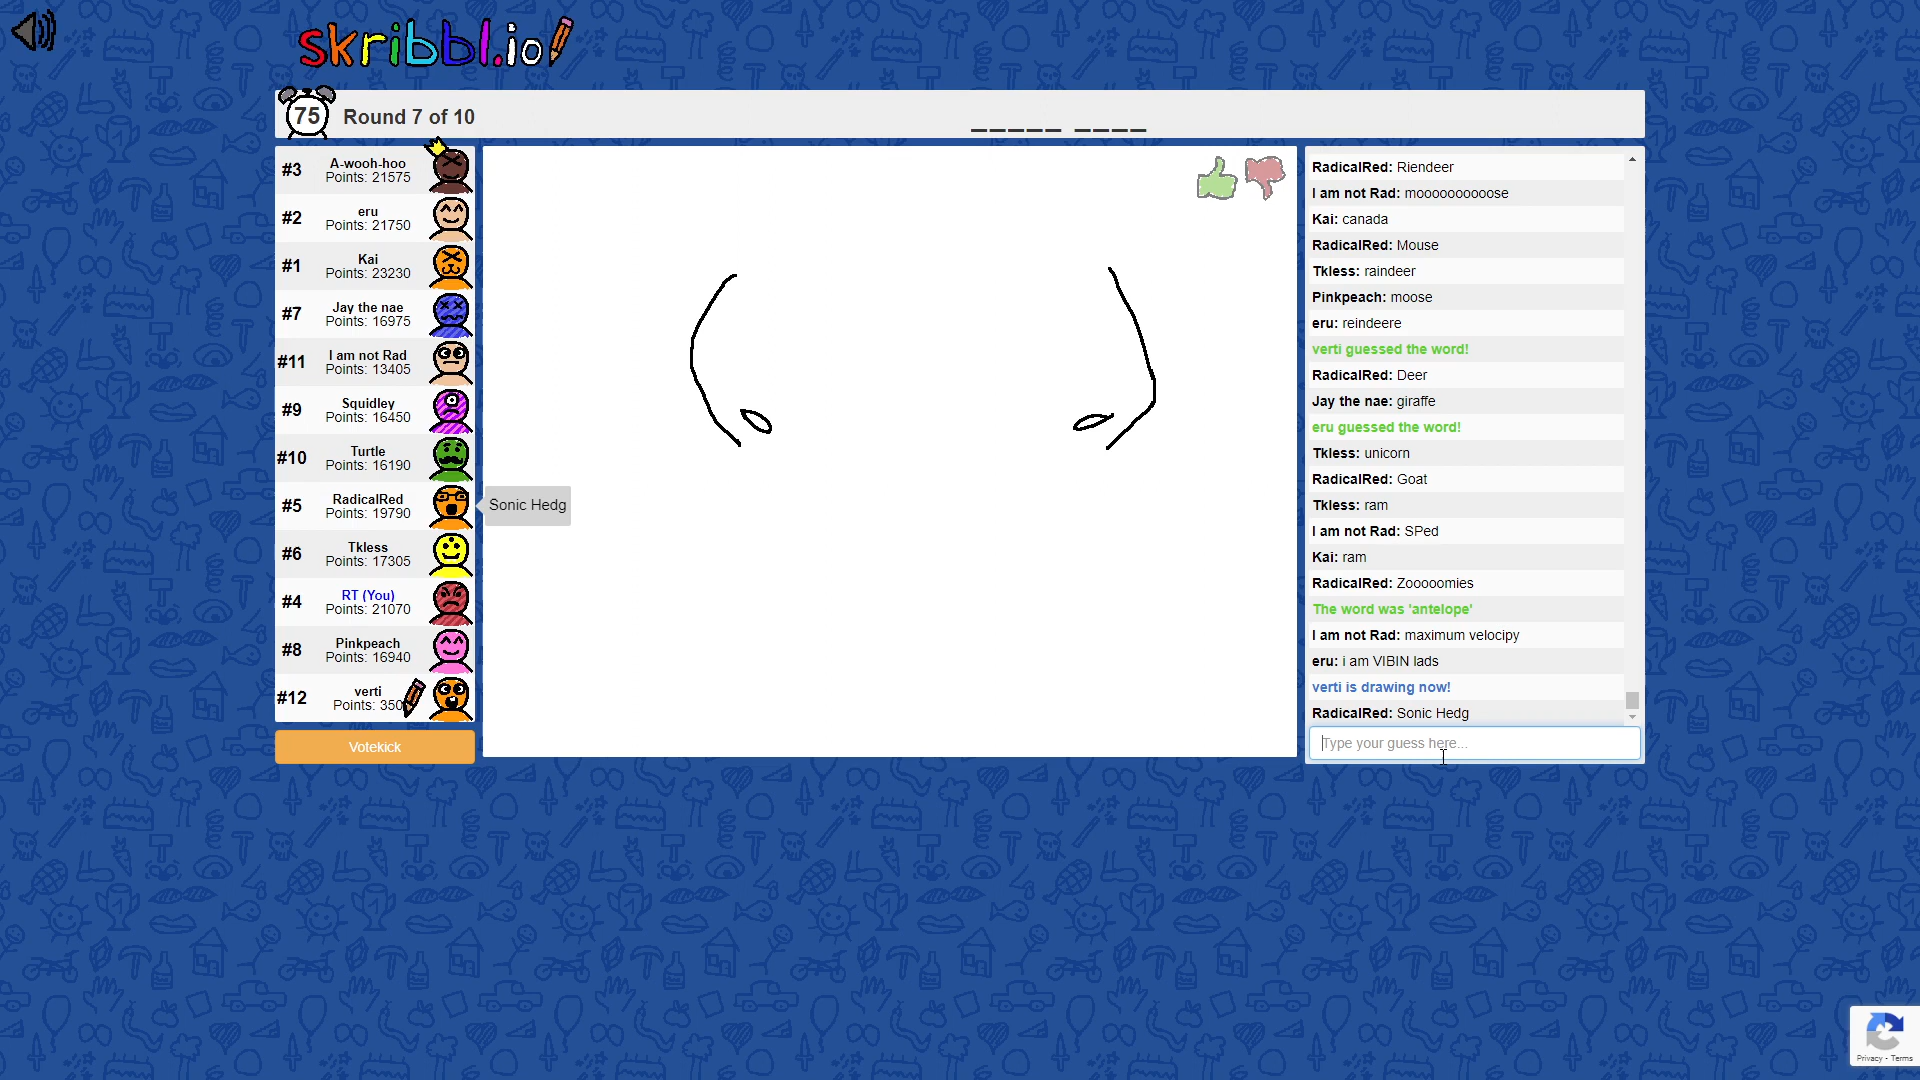 skribbl.io
75
Round 7 of 10
_____ ____
#3
A-wooh-hoo
Points: 21575
#2
eru
Points: 21750
#1
Kai
Points: 23230
#7
Jay the nae
Points: 16975
#11
I am not Rad
Points: 13405
#9
Squidley
Points: 16450
#10
Turtle
Points: 16190
#5
RadicalRed
Points: 19790
Sonic Hedg
#6
Tkless
Points: 17305
#4
RT (You)
Points: 21070
#8
Pinkpeach
Points: 16940
#12
verti
Points: 350
Votekick
RadicalRed: Riendeer
I am not Rad: moooooooooose
Kai: canada
RadicalRed: Mouse
Tkless: raindeer
Pinkpeach: moose
eru: reindeere
verti guessed the word!
RadicalRed: Deer
Jay the nae: giraffe
eru guessed the word!
Tkless: unicorn
RadicalRed: Goat
Tkless: ram
I am not Rad: SPed
Kai: ram
RadicalRed: Zooooomies
The word was 'antelope'
I am not Rad: maximum velocipy
eru: i am VIBIN lads
verti is drawing now!
RadicalRed: Sonic Hedg
Type your guess here...
Privacy - Terms